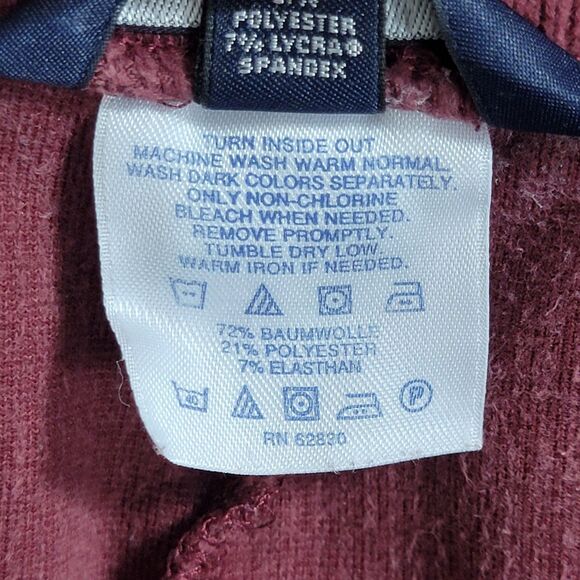 POLYESTER
7% LYCRA®
SPANDEX
TURN INSIDE OUT
MACHINE WASH WARM NORMAL.
WASH DARK COLORS SEPARATELY.
ONLY NON-CHLORINE
BLEACH WHEN NEEDED.
REMOVE PROMPTLY.
TUMBLE DRY LOW.
WARM IRON IF NEEDED.
72% BAUMWOLLE
21% POLYESTER
7% ELASTHAN
40 P
RN 62830